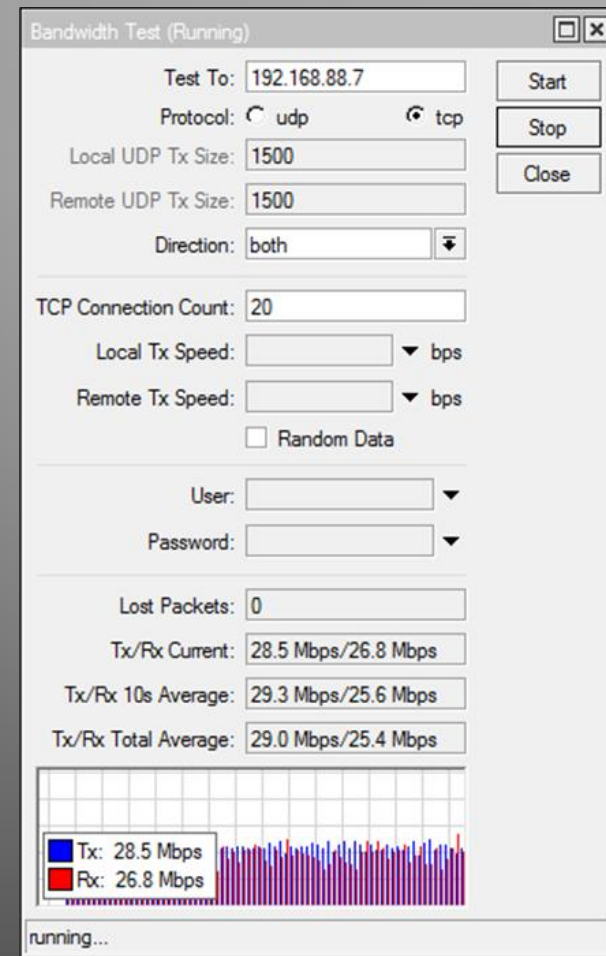 Bandwidth Test (Running)
Test To: 192.168.88.7
Start
Protocol: udp tcp
Stop
Local UDP Tx Size: 1500
Close
Remote UDP Tx Size: 1500
Direction: both
TCP Connection Count: 20
Local Tx Speed: bps
Remote Tx Speed: bps
Random Data
User:
Password:
Lost Packets: 0
Tx/Rx Current: 28.5 Mbps/26.8 Mbps
Tx/Rx 10s Average: 29.3 Mbps/25.6 Mbps
Tx/Rx Total Average: 29.0 Mbps/25.4 Mbps
Tx: 28.5 Mbps
Rx: 26.8 Mbps
running...